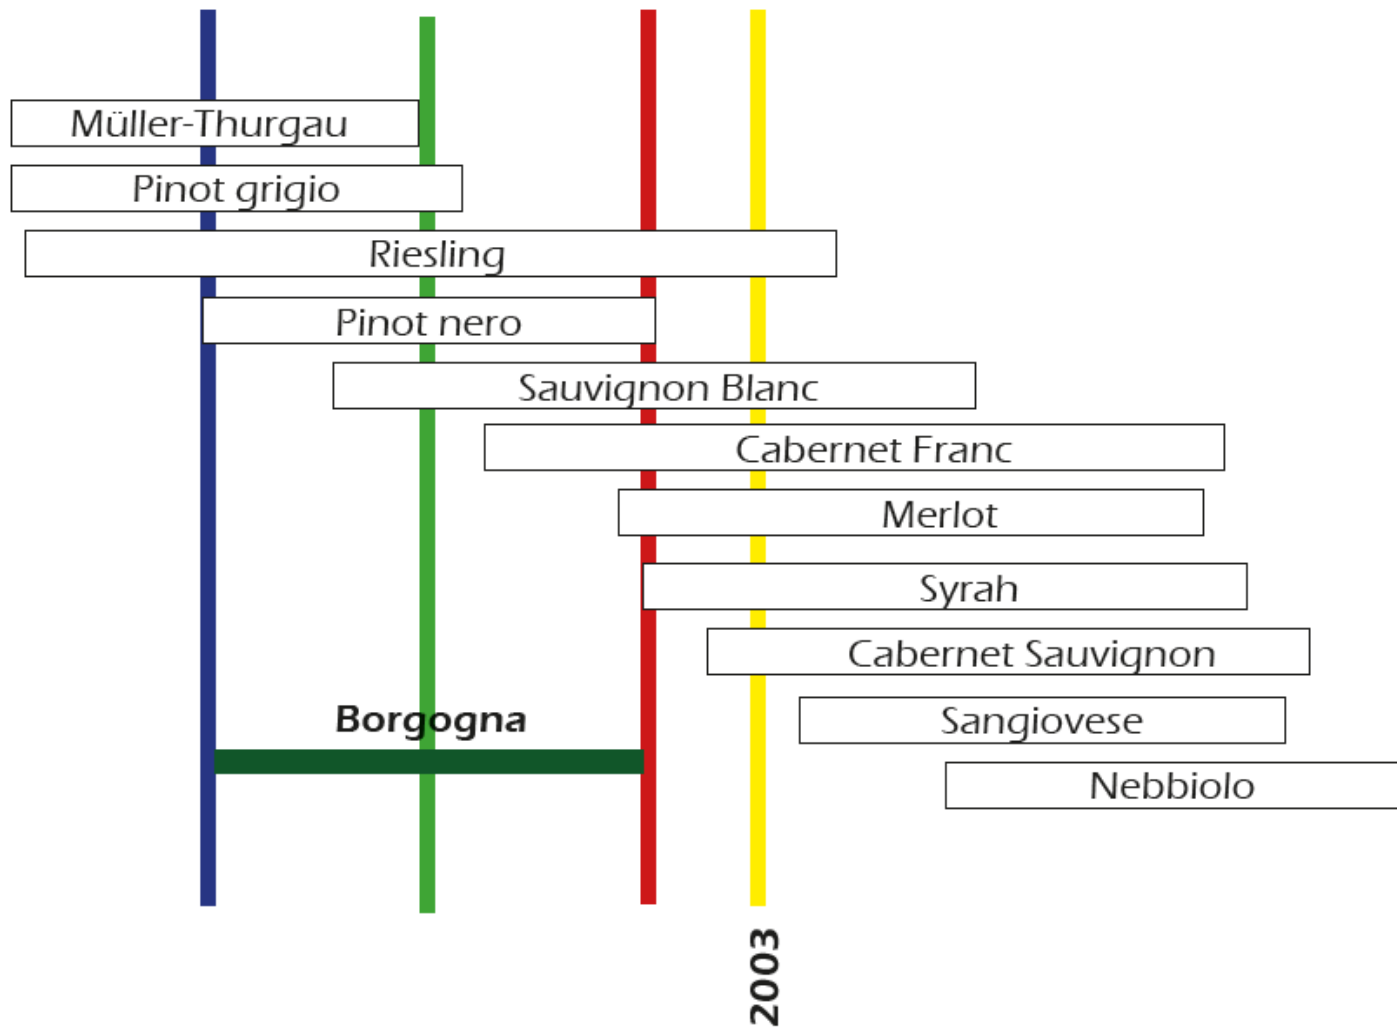 Müller-Thurgau
Pinot grigio
Riesling
Pinot nero
Sauvignon Blanc
Cabernet Franc
Merlot
Syrah
Cabernet Sauvignon
Borgogna
Sangiovese
Nebbiolo
2003